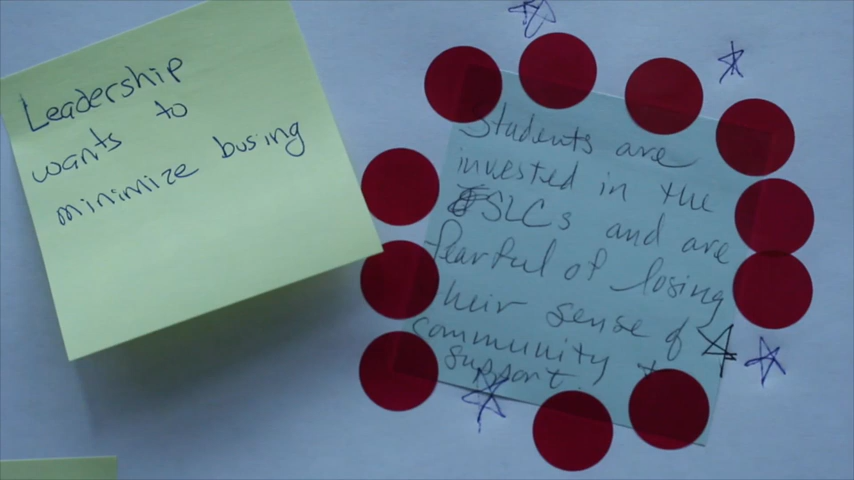 Leadership
wants to
minimize busing
Students are
invested in the
SLCs and are
fearful of losing
their sense of
community +
support.